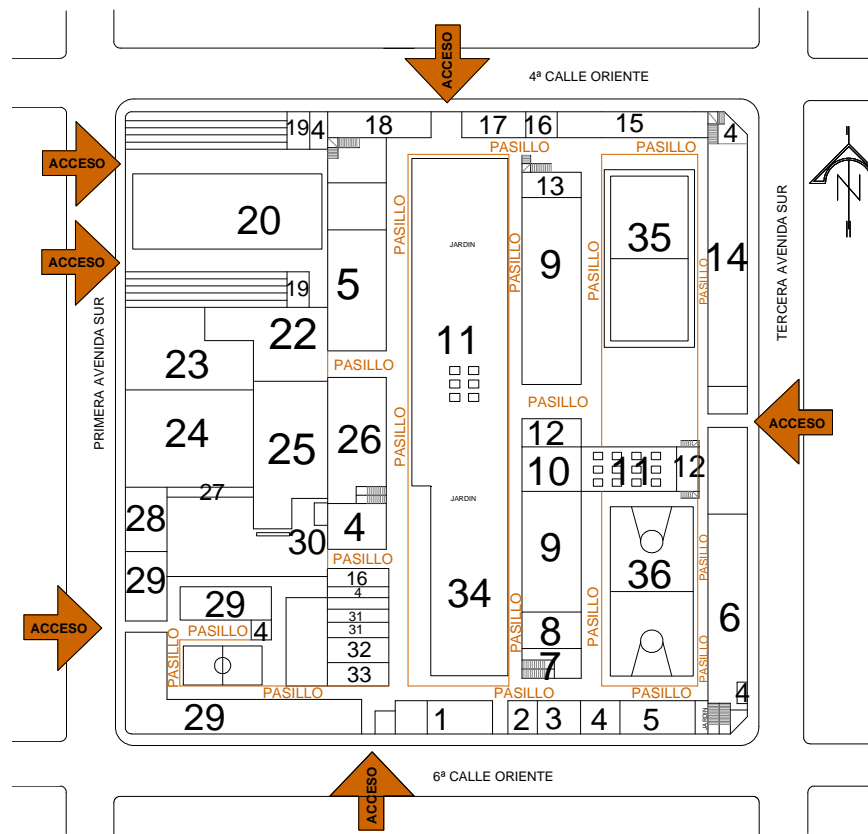 ACCESO
4ª CALLE ORIENTE
19
4
18
17
16
15
4
PASILLO
PASILLO
ACCESO
20
13
PASILLO
JARDIN
PASILLO
9
PASILLO
35
PASILLO
14
N
ACCESO
19
5
TERCERA AVENIDA SUR
PRIMERA AVENIDA SUR
22
23
11
PASILLO
PASILLO
ACCESO
24
25
26
PASILLO
12
10
11
12
27
28
JARDIN
30
4
9
PASILLO
PASILLO
36
PASILLO
29
16
4
29
31
31
34
ACCESO
PASILLO
PASILLO
4
32
33
PASILLO
8
7
PASILLO
PASILLO
6
4
PASILLO
PASILLO
PASILLO
29
1
2
3
4
5
JARDIN
6ª CALLE ORIENTE
ACCESO